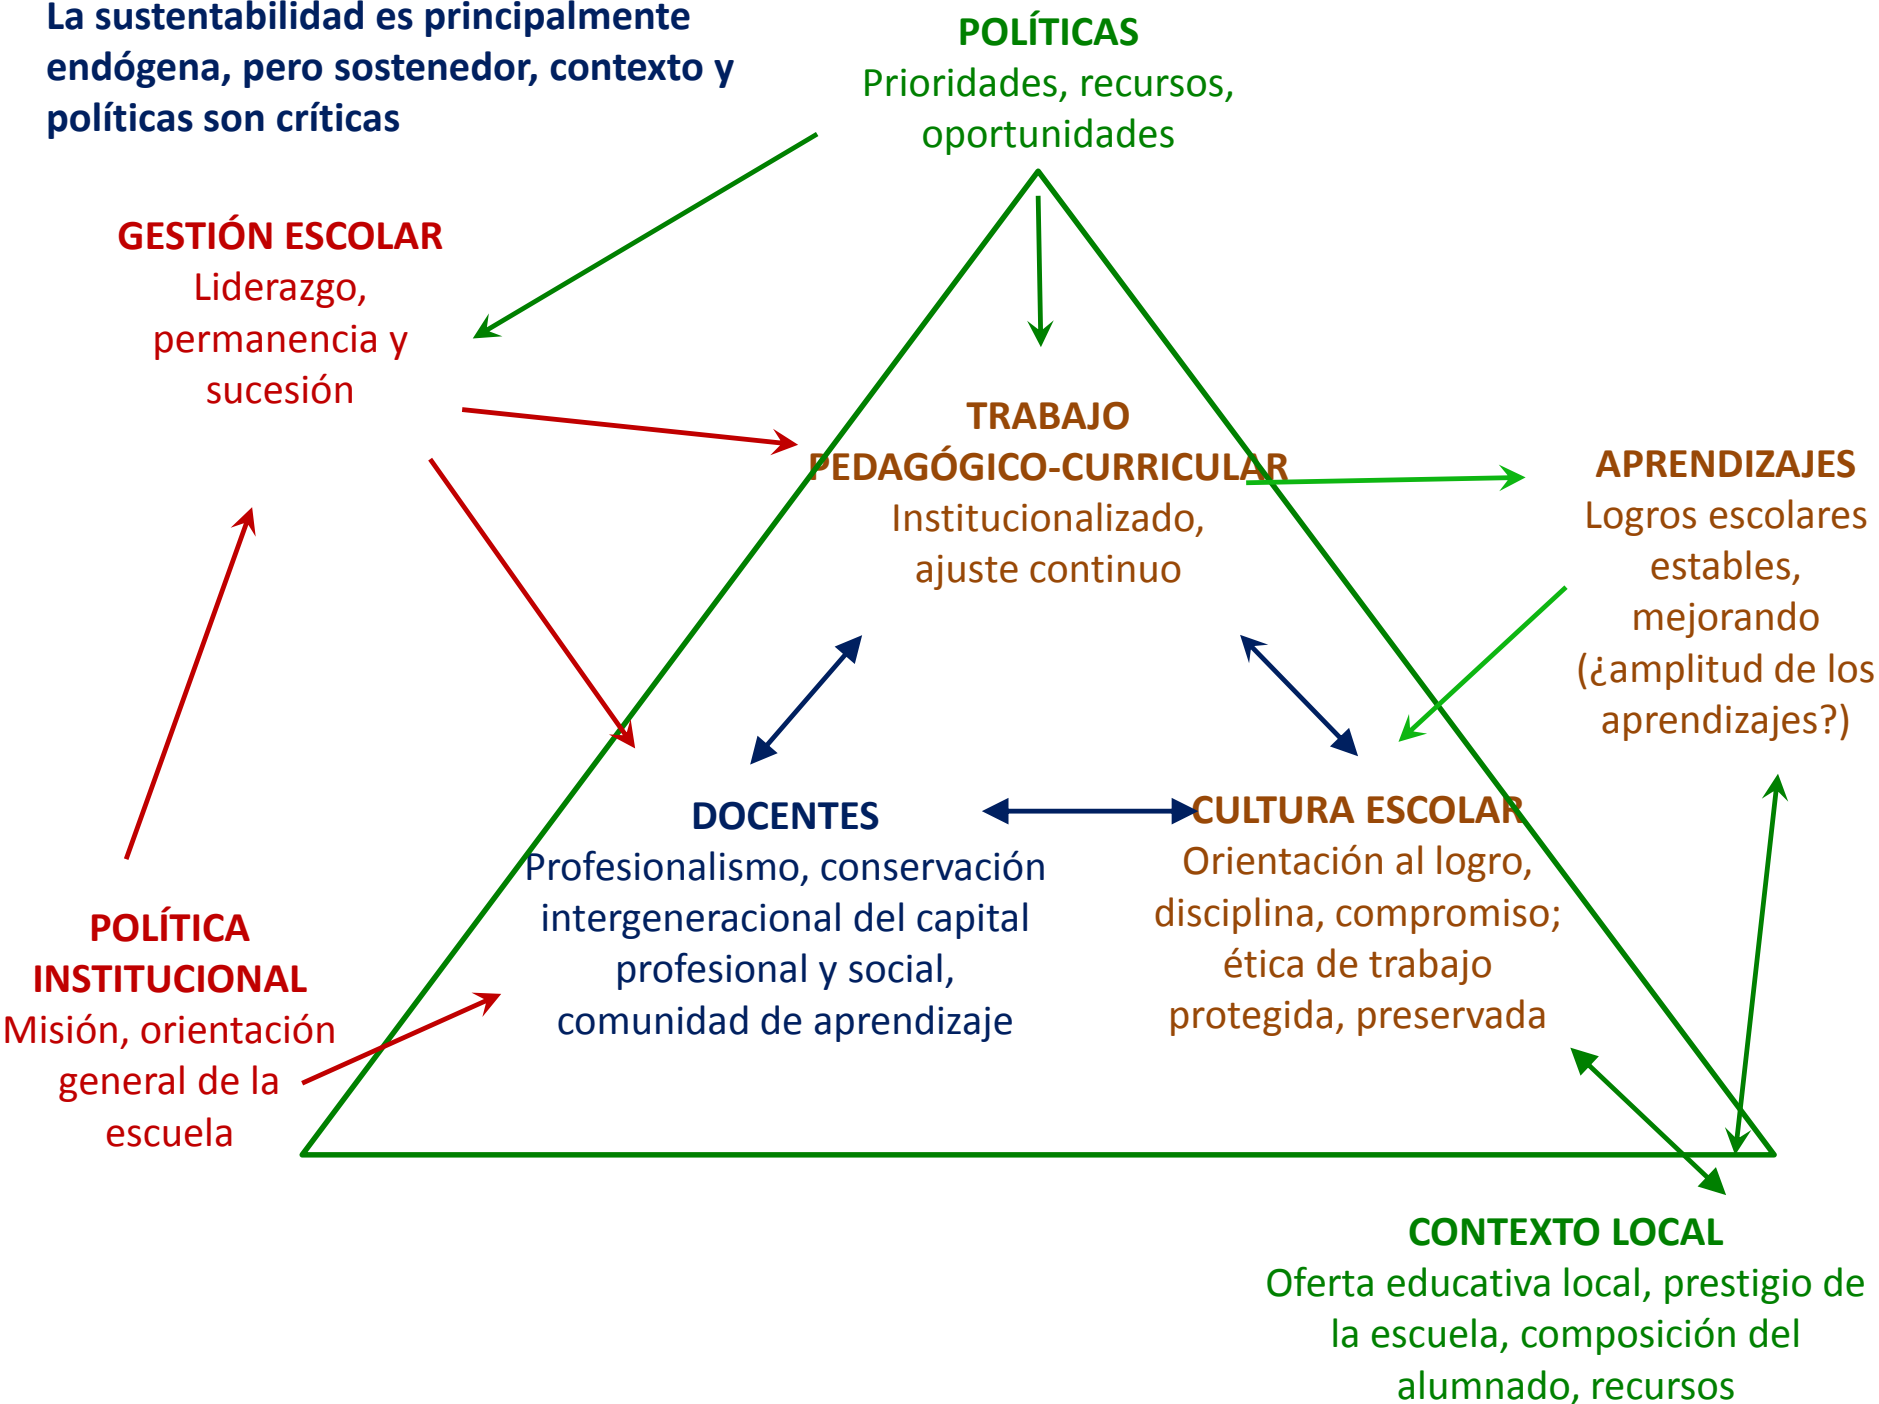 La sustentabilidad es principalmente
endógena, pero sostenedor, contexto y
políticas son críticas
POLÍTICAS
Prioridades, recursos,
oportunidades
GESTIÓN ESCOLAR
Liderazgo,
permanencia y
sucesión
TRABAJO
PEDAGÓGICO-CURRICULAR
Institucionalizado,
ajuste continuo
APRENDIZAJES
Logros escolares
estables,
mejorando
(¿amplitud de los
aprendizajes?)
DOCENTES
Profesionalismo, conservación
intergeneracional del capital
profesional y social,
comunidad de aprendizaje
CULTURA ESCOLAR
Orientación al logro,
disciplina, compromiso;
ética de trabajo
protegida, preservada
POLÍTICA
INSTITUCIONAL
Misión, orientación
general de la
escuela
CONTEXTO LOCAL
Oferta educativa local, prestigio de
la escuela, composición del
alumnado, recursos